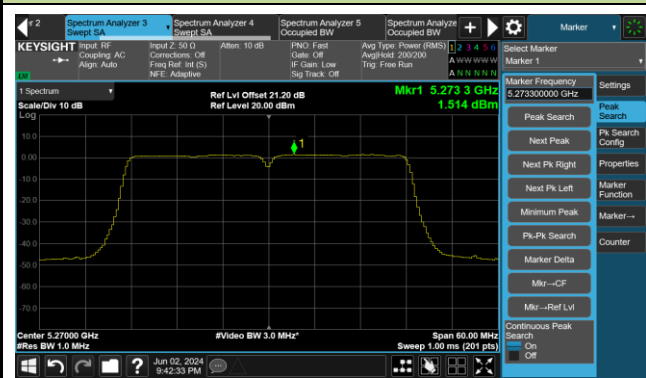 r 2
Spectrum Analyzer 3
Swept SA
Spectrum Analyzer 4
Swept SA
Spectrum Analyzer 5
Occupied BW
Spectrum Analyze
Occupied BW
Marker
KEYSIGHT
Input: RF
Coupling: AC
Align: Auto
Input Z: 50 Ω
Corrections: Off
Freq Ref: Int (S)
NFE: Adaptive
Atten: 10 dB
PNO: Fast
Gate: Off
IF Gain: Low
Sig Track: Off
Avg Type: Power (RMS)
Avg|Hold: 200/200
Trig: Free Run
1 2 3 4 5 6
A W W W W W
A N N N N N
LXI
Select Marker
Marker 1
1 Spectrum
Scale/Div 10 dB
Log
Ref Lvl Offset 21.20 dB
Ref Level 20.00 dBm
Mkr1 5.273 3 GHz
1.514 dBm
10.0
0.00
-10.0
-20.0
-30.0
-40.0
-50.0
-60.0
-70.0
1
Center 5.27000 GHz
#Res BW 1.0 MHz
#Video BW 3.0 MHz*
Span 60.00 MHz
Sweep 1.00 ms (201 pts)
Marker Frequency
5.273300000 GHz
Peak Search
Next Peak
Next Pk Right
Next Pk Left
Minimum Peak
Pk-Pk Search
Marker Delta
Mkr→CF
Mkr→Ref Lvl
Continuous Peak
Search
On
Off
Settings
Peak
Search
Pk Search
Config
Properties
Marker
Function
Marker→
Counter
?
Jun 02, 2024
9:42:33 PM